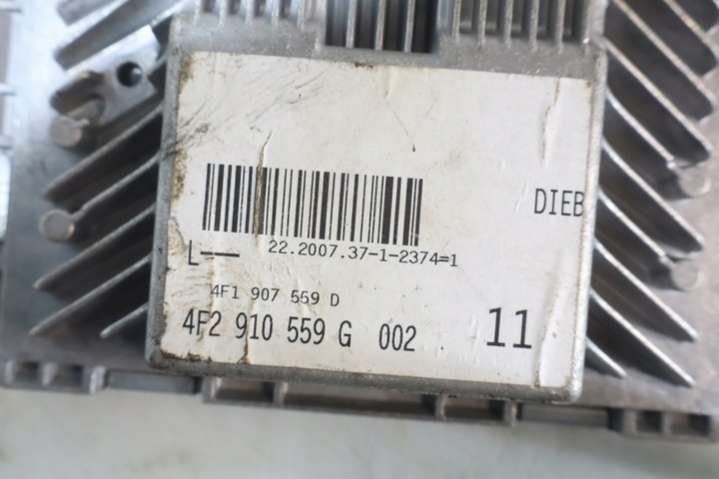 DIEB
L--
22.2007.37-1-2374=1
4F1 907 559 D
4F2 910 559 G 002
11